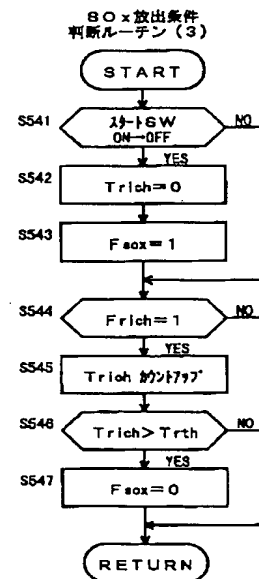 SOx放出条件
判断ルーチン（3）
START
S541
ｽﾀｰﾄSW
ON→OFF
NO
YES
S542
Trich=0
S543
Fsox=1
S544
Frich=1
NO
YES
S545
Trich ｶｳﾝﾄｱｯﾌﾟ
S546
Trich>Trth
NO
YES
S547
Fsox=0
RETURN